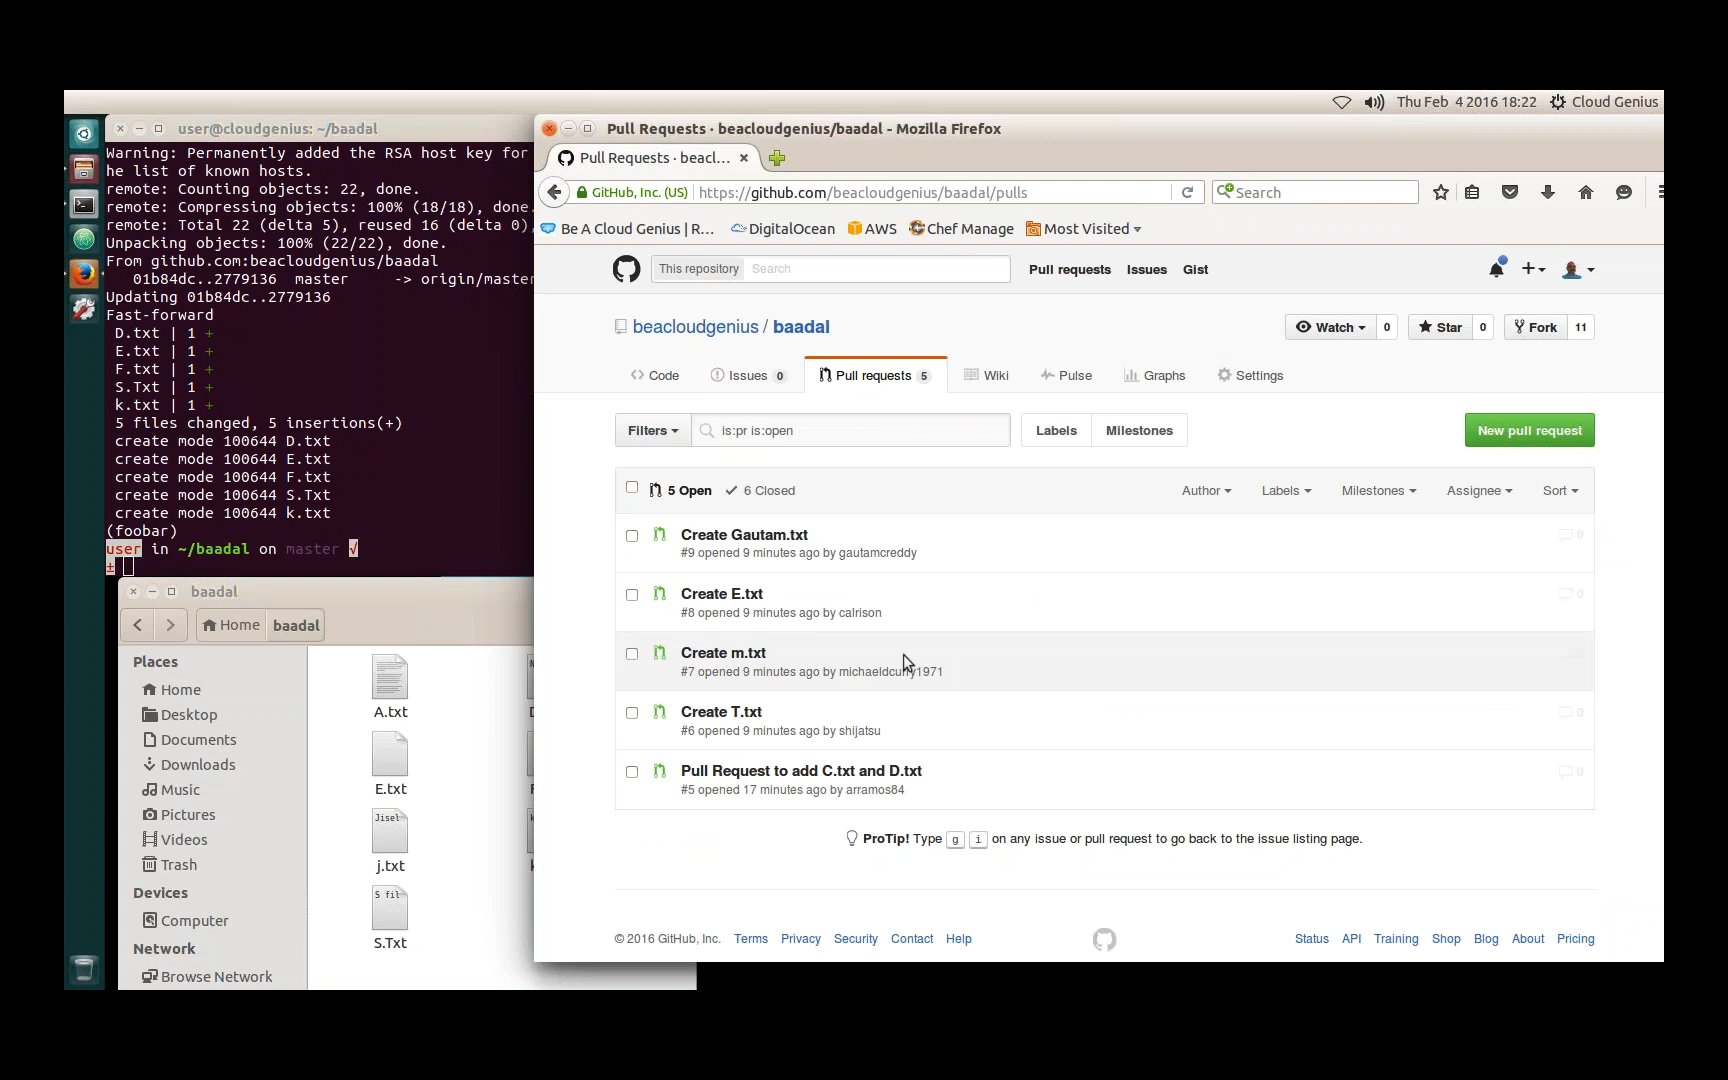 Thu Feb 4 2016 18:22 Cloud Genius
user@cloudgenius: ~/baadal
Warning: Permanently added the RSA host key for
he list of known hosts.
remote: Counting objects: 22, done.
remote: Compressing objects: 100% (18/18), done.
remote: Total 22 (delta 5), reused 16 (delta 0),
Unpacking objects: 100% (22/22), done.
From github.com:beacloudgenius/baadal
01b84dc..2779136 master -> origin/master
Updating 01b84dc..2779136
Fast-forward
D.txt | 1 +
E.txt | 1 +
F.txt | 1 +
S.Txt | 1 +
k.txt | 1 +
5 files changed, 5 insertions(+)
create mode 100644 D.txt
create mode 100644 E.txt
create mode 100644 F.txt
create mode 100644 S.Txt
create mode 100644 k.txt
(foobar)
user in ~/baadal on master √
±
baadal
Home baadal
Places
Home
Desktop
Documents
Downloads
Music
Pictures
Videos
Trash
Devices
Computer
Network
Browse Network
A.txt
E.txt
Jisel
j.txt
S fil
S.Txt
Pull Requests · beacloudgenius/baadal - Mozilla Firefox
Pull Requests · beacl...
GitHub, Inc. (US) https://github.com/beacloudgenius/baadal/pulls Search
Be A Cloud Genius | R... DigitalOcean AWS Chef Manage Most Visited
This repository Search Pull requests Issues Gist
beacloudgenius / baadal Watch 0 Star 0 Fork 11
Code Issues 0 Pull requests 5 Wiki Pulse Graphs Settings
Filters is:pr is:open Labels Milestones New pull request
5 Open 6 Closed Author Labels Milestones Assignee Sort
Create Gautam.txt 0
#9 opened 9 minutes ago by gautamcreddy
Create E.txt 0
#8 opened 9 minutes ago by calrison
Create m.txt
#7 opened 9 minutes ago by michaeldcurry1971
Create T.txt 0
#6 opened 9 minutes ago by shijatsu
Pull Request to add C.txt and D.txt 0
#5 opened 17 minutes ago by arramos84
ProTip! Type g i on any issue or pull request to go back to the issue listing page.
© 2016 GitHub, Inc. Terms Privacy Security Contact Help Status API Training Shop Blog About Pricing